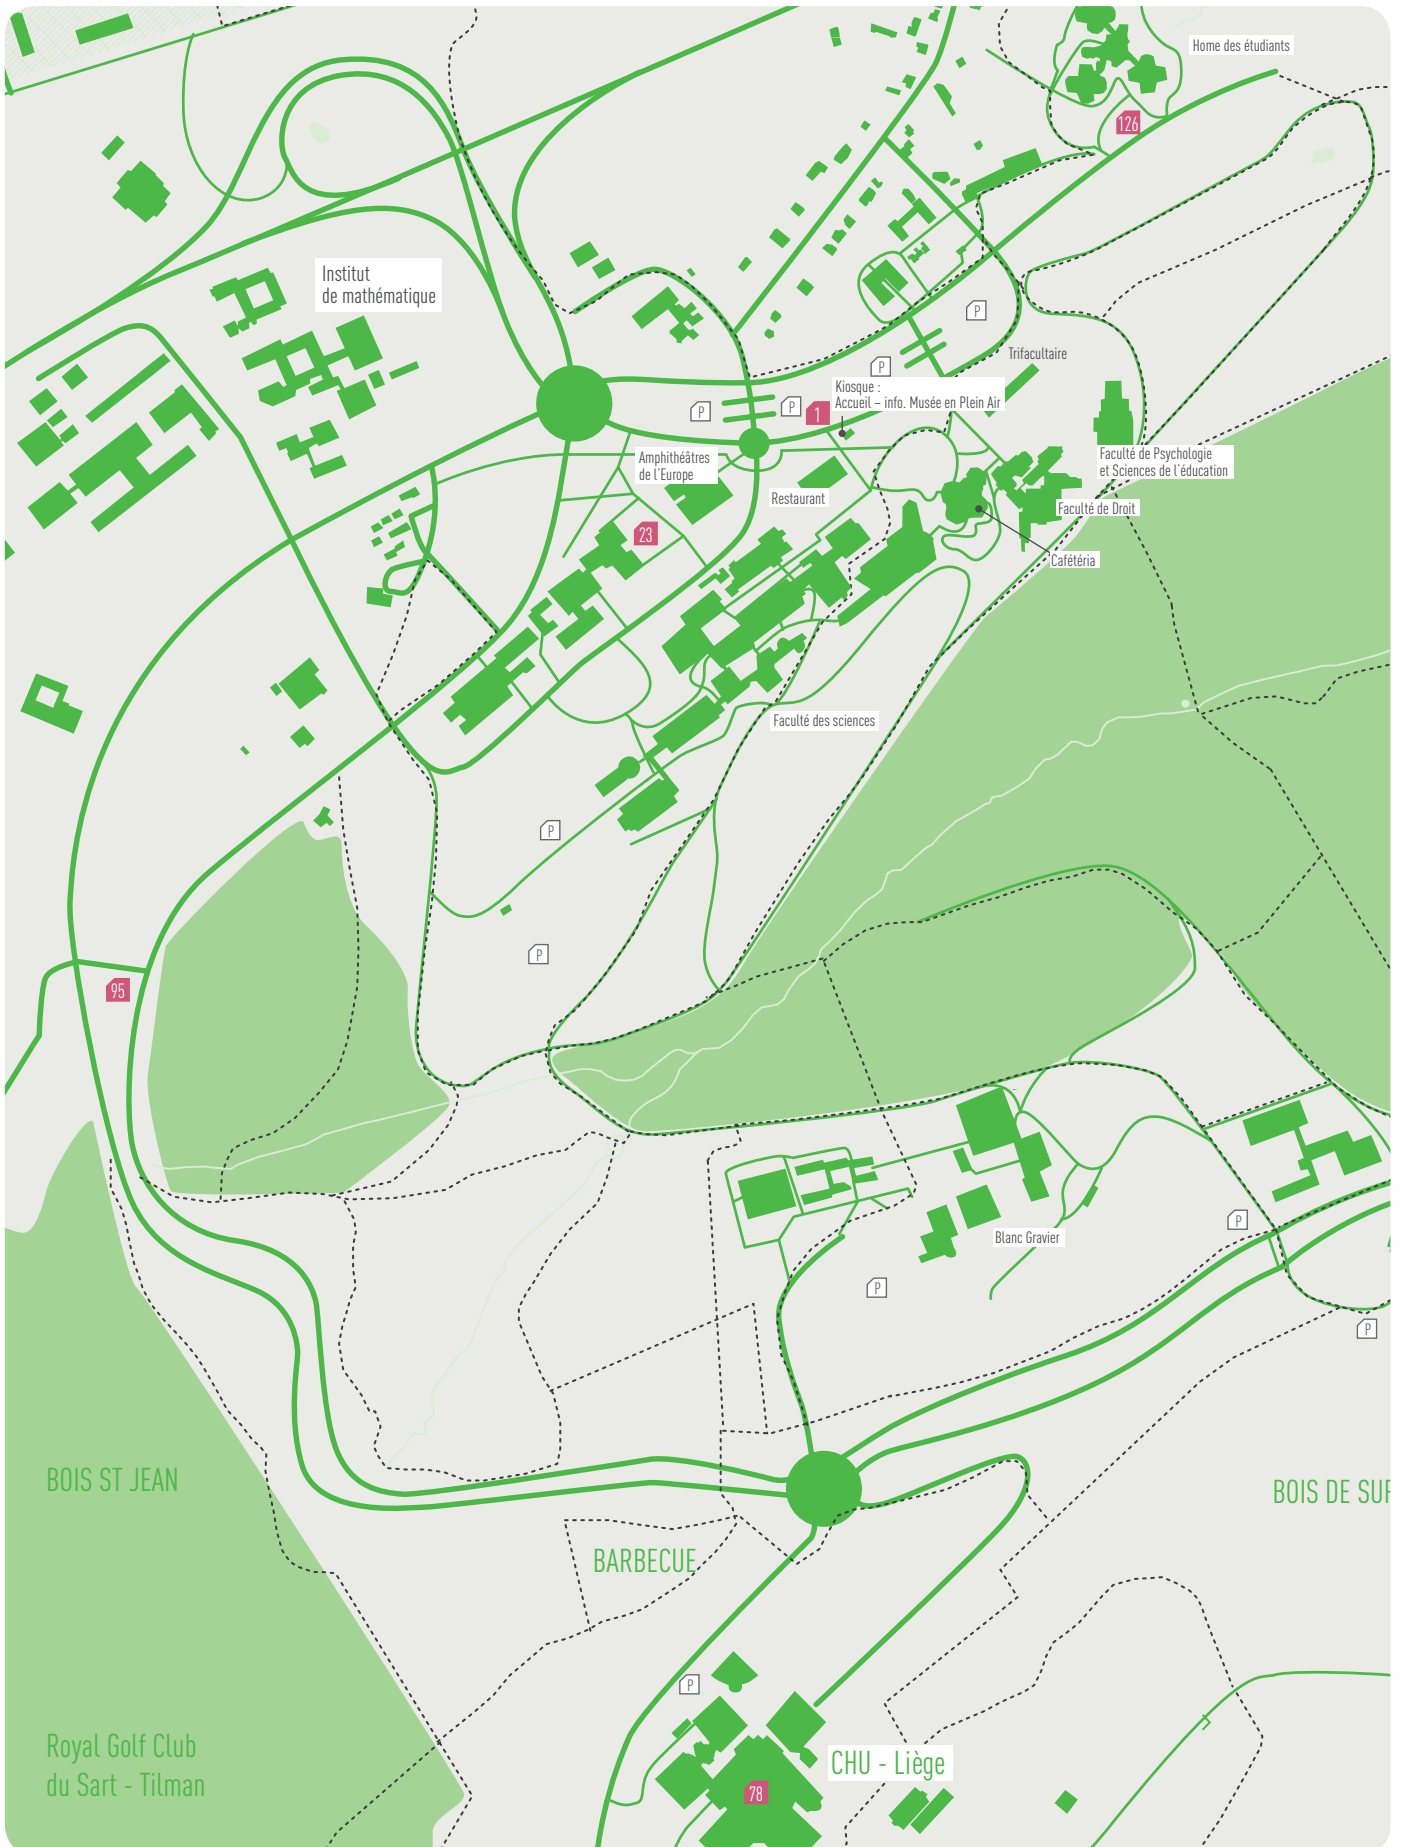 Home des étudiants
126
Institut
de mathématique
P
Trifacultaire
P
Kiosque :
Accueil – info. Musée en Plein Air
P
P
1
Amphithéâtres
de l'Europe
Faculté de Psychologie
et Sciences de l'éducation
Restaurant
Faculté de Droit
23
Cafétéria
Faculté des sciences
P
P
95
P
Blanc Gravier
P
P
BOIS ST JEAN
BOIS DE SUR
BARBECUE
P
Royal Golf Club
du Sart - Tilman
CHU - Liège
78